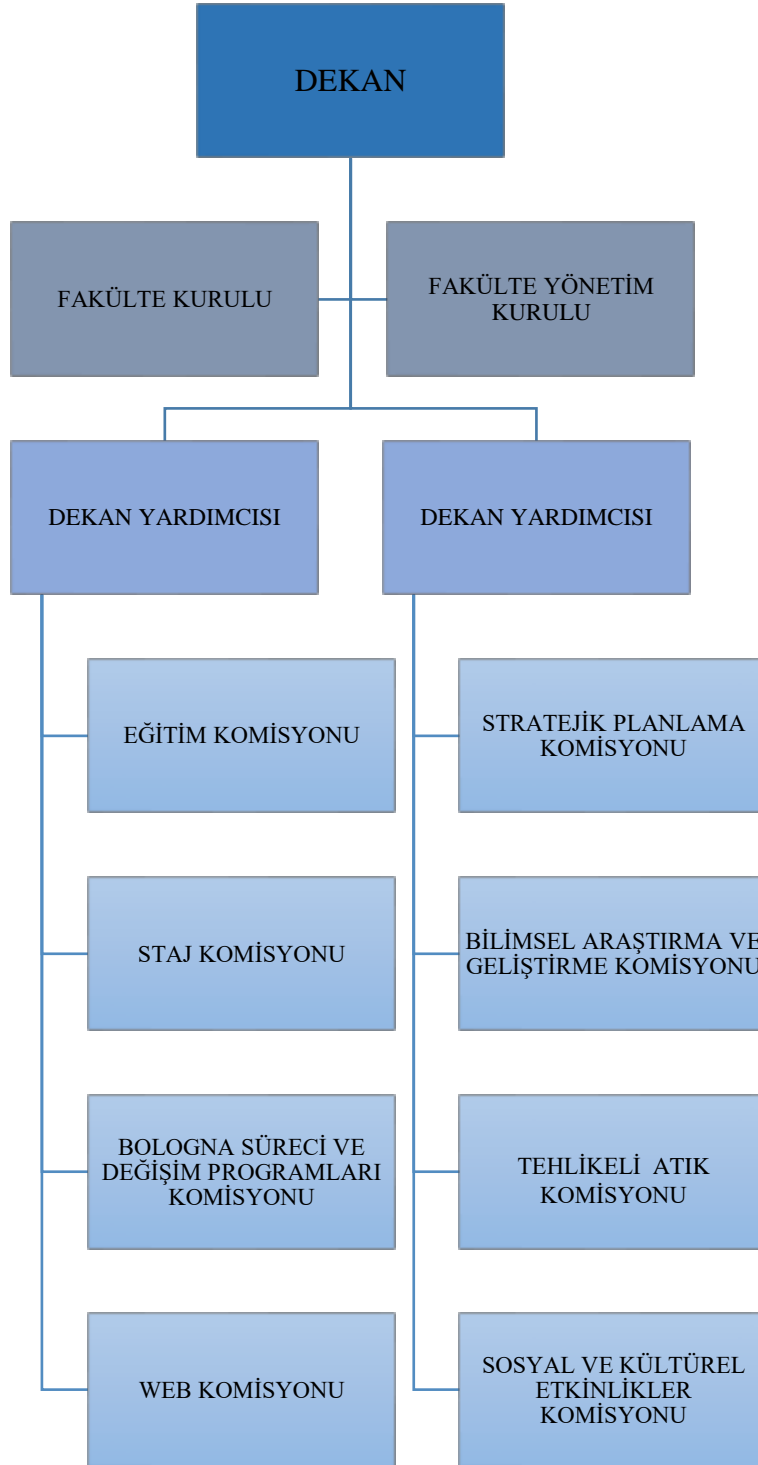 DEKAN
FAKÜLTE KURULU
FAKÜLTE YÖNETİM
KURULU
DEKAN YARDIMCISI
DEKAN YARDIMCISI
EĞİTİM KOMİSYONU
STAJ KOMİSYONU
BOLOGNA SÜRECİ VE
DEĞİŞİM PROGRAMLARI
KOMİSYONU
WEB KOMİSYONU
STRATEJİK PLANLAMA
KOMİSYONU
BİLİMSEL ARAŞTIRMA VE
GELİŞTİRME KOMİSYONU
TEHLİKELİ ATIK
KOMİSYONU
SOSYAL VE KÜLTÜREL
ETKİNLİKLER
KOMİSYONU